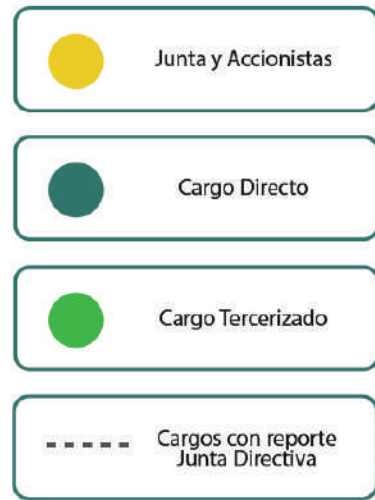 Junta y Accionistas
Cargo Directo
Cargo Tercerizado
Cargos con reporte
Junta Directiva